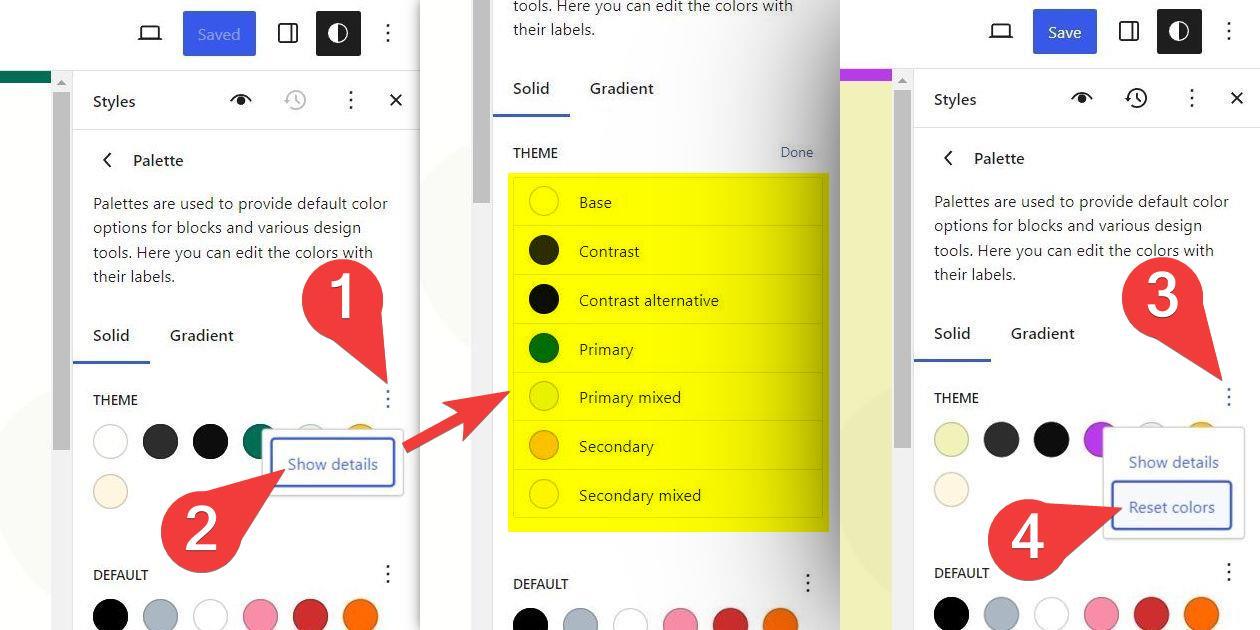 Saved
Styles
Palette
Palettes are used to provide default color
options for blocks and various design
tools. Here you can edit the colors with
their labels.
1
Solid Gradient
THEME
Show details
2
DEFAULT
tools. Here you can edit the colors with
their labels.
Solid Gradient
THEME Done
Base
Contrast
Contrast alternative
Primary
Primary mixed
Secondary
Secondary mixed
DEFAULT
Save
Styles
Palette
Palettes are used to provide default color
options for blocks and various design
tools. Here you can edit the colors with
their labels.
3
Solid Gradient
THEME
Show details
Reset colors
4
DEFAULT